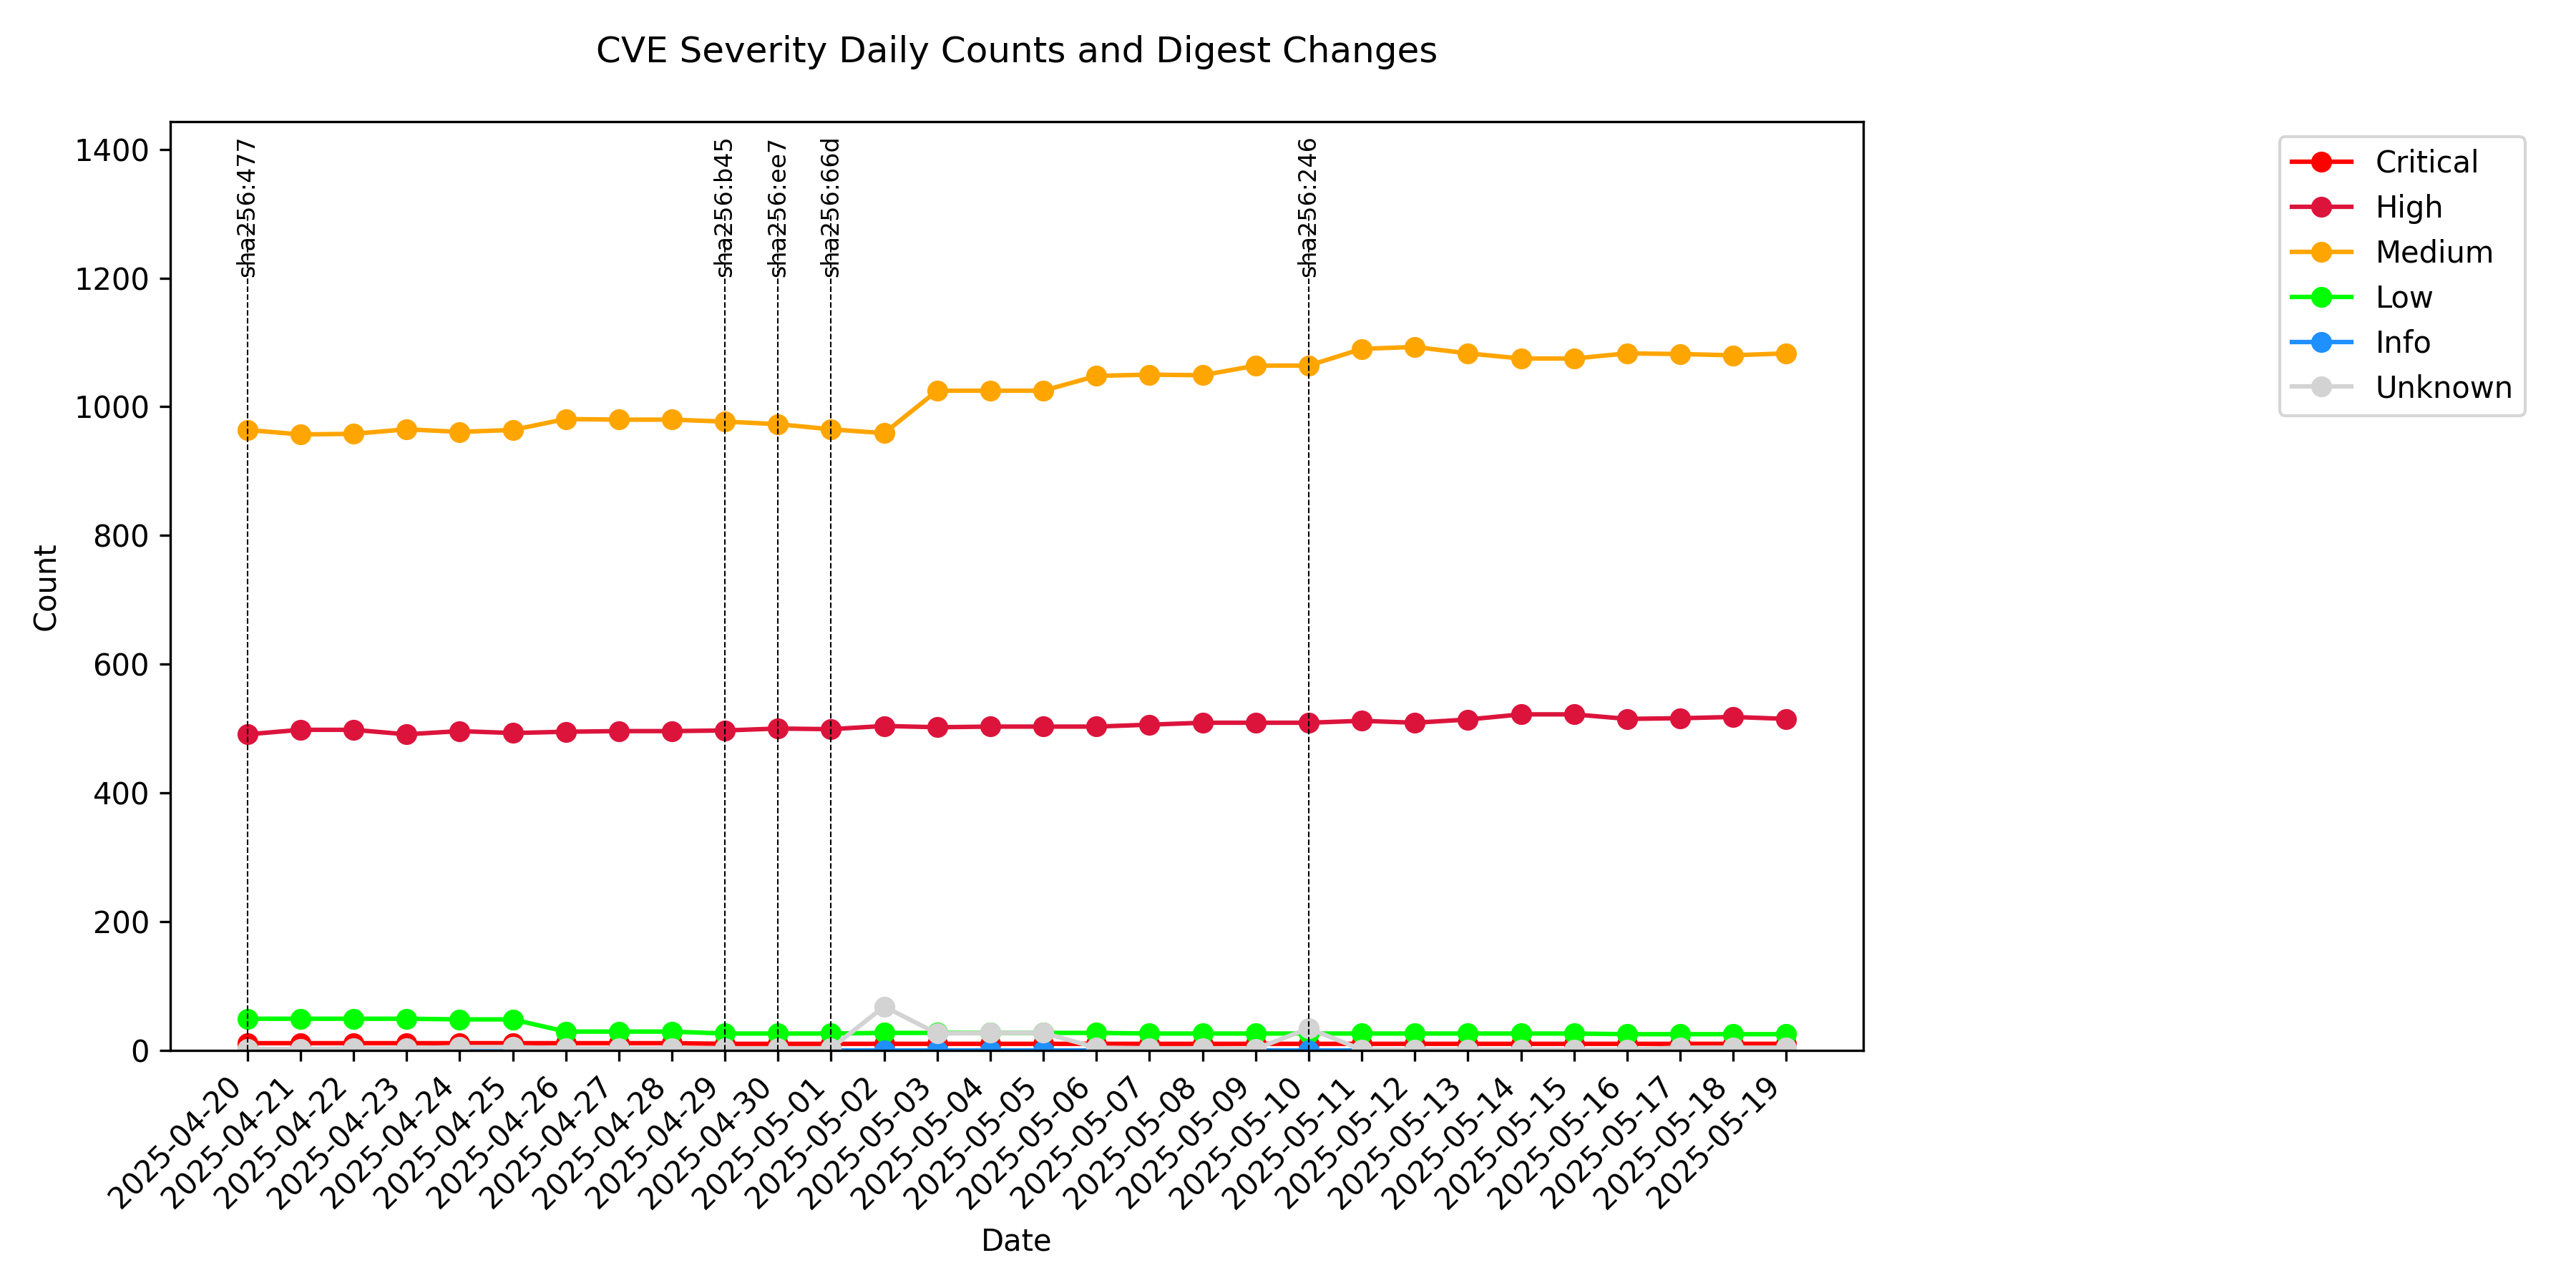 CVE Severity Daily Counts and Digest Changes
sha256:477
sha256:b45
sha256:ee7
sha256:66d
sha256:246
Critical
High
Medium
Low
Info
Unknown
Count
1400
1200
1000
800
600
400
200
0
2025-04-20
2025-04-21
2025-04-22
2025-04-23
2025-04-24
2025-04-25
2025-04-26
2025-04-27
2025-04-28
2025-04-29
2025-04-30
2025-05-01
2025-05-02
2025-05-03
2025-05-04
2025-05-05
2025-05-06
2025-05-07
2025-05-08
2025-05-09
2025-05-10
2025-05-11
2025-05-12
2025-05-13
2025-05-14
2025-05-15
2025-05-16
2025-05-17
2025-05-18
2025-05-19
Date